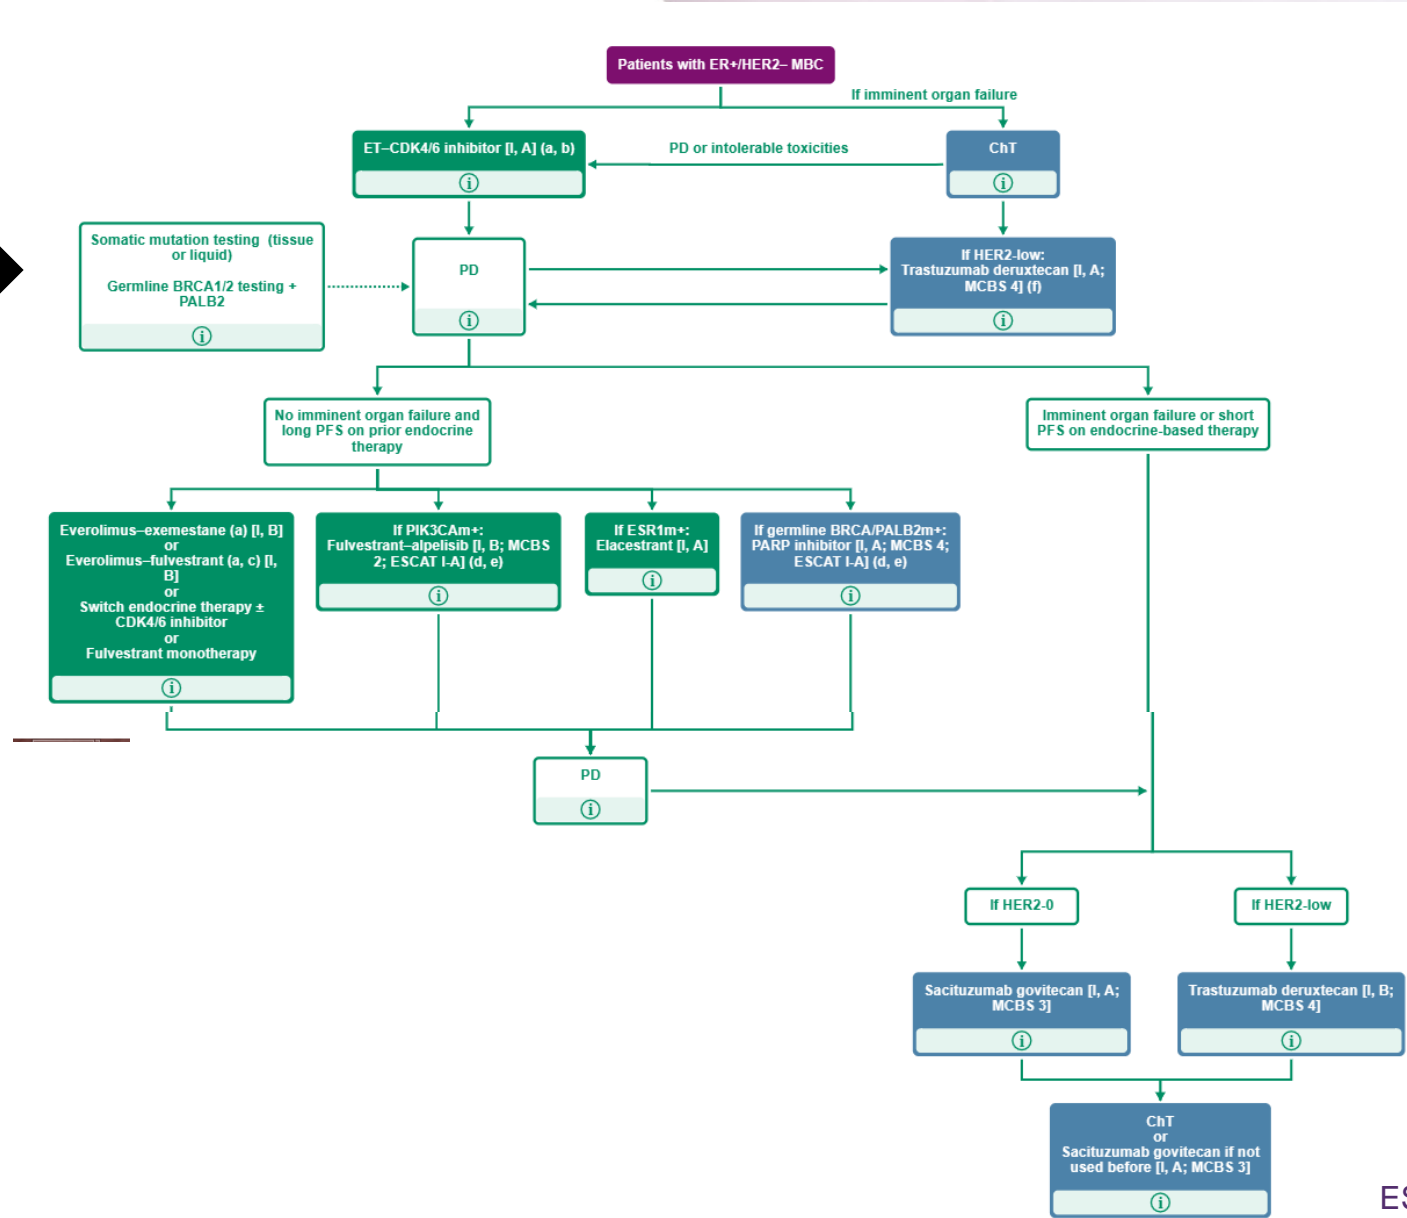 Patients with ER+/HER2– MBC
If imminent organ failure
ET–CDK4/6 inhibitor [I, A] (a, b)
PD or intolerable toxicities
ChT
Somatic mutation testing (tissue
or liquid)
Germline BRCA1/2 testing +
PALB2
PD
If HER2-low:
Trastuzumab deruxtecan [I, A;
MCBS 4] (f)
No imminent organ failure and
long PFS on prior endocrine
therapy
Imminent organ failure or short
PFS on endocrine-based therapy
Everolimus–exemestane (a) [I, B]
or
Everolimus–fulvestrant (a, c) [I,
B]
or
Switch endocrine therapy ±
CDK4/6 inhibitor
or
Fulvestrant monotherapy
If PIK3CAm+:
Fulvestrant–alpelisib [I, B; MCBS
2; ESCAT I-A] (d, e)
If ESR1m+:
Elacestrant [I, A]
If germline BRCA/PALB2m+:
PARP inhibitor [I, A; MCBS 4;
ESCAT I-A] (d, e)
PD
If HER2-0
If HER2-low
Sacituzumab govitecan [I, A;
MCBS 3]
Trastuzumab deruxtecan [I, B;
MCBS 4]
ChT
or
Sacituzumab govitecan if not
used before [I, A; MCBS 3]